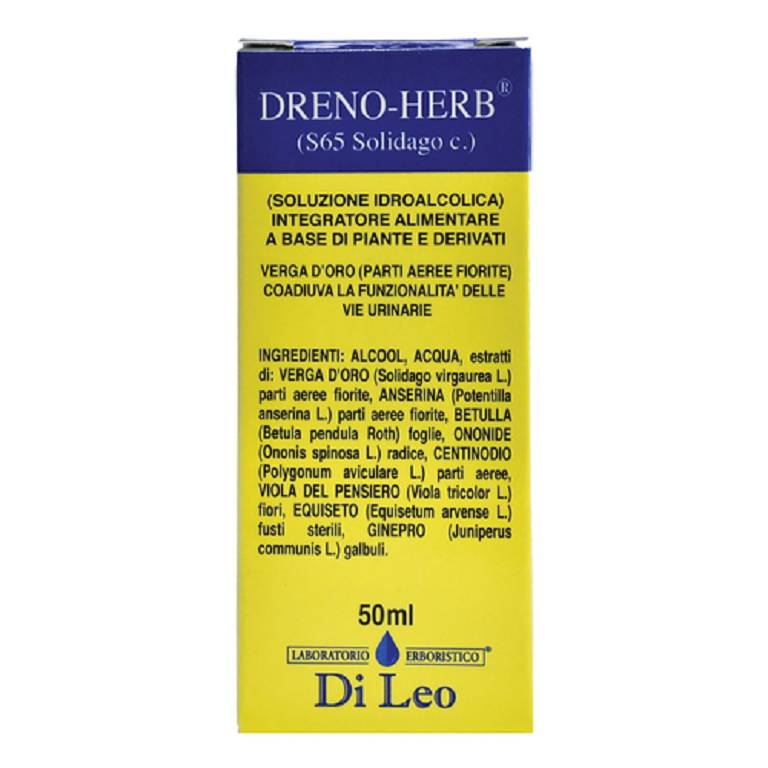 DRENO-HERB®
(S65 Solidago c.)
(SOLUZIONE IDROALCOLICA)
INTEGRATORE ALIMENTARE
A BASE DI PIANTE E DERIVATI
VERGA D'ORO (PARTI AEREE FIORITE)
COADIUVA LA FUNZIONALITA' DELLE
VIE URINARIE
INGREDIENTI: ALCOOL, ACQUA, estratti
di: VERGA D'ORO (Solidago virgaurea L.)
parti aeree fiorite, ANSERINA (Potentilla
anserina L.) parti aeree fiorite, BETULLA
(Betula pendula Roth) foglie, ONONIDE
(Ononis spinosa L.) radice, CENTINODIO
(Polygonum aviculare L.) parti aeree,
VIOLA DEL PENSIERO (Viola tricolor L.)
fiori, EQUISETO (Equisetum arvense L.)
fusti sterili, GINEPRO (Juniperus
communis L.) galbuli.
50ml
LABORATORIO ERBORISTICO®
Di Leo